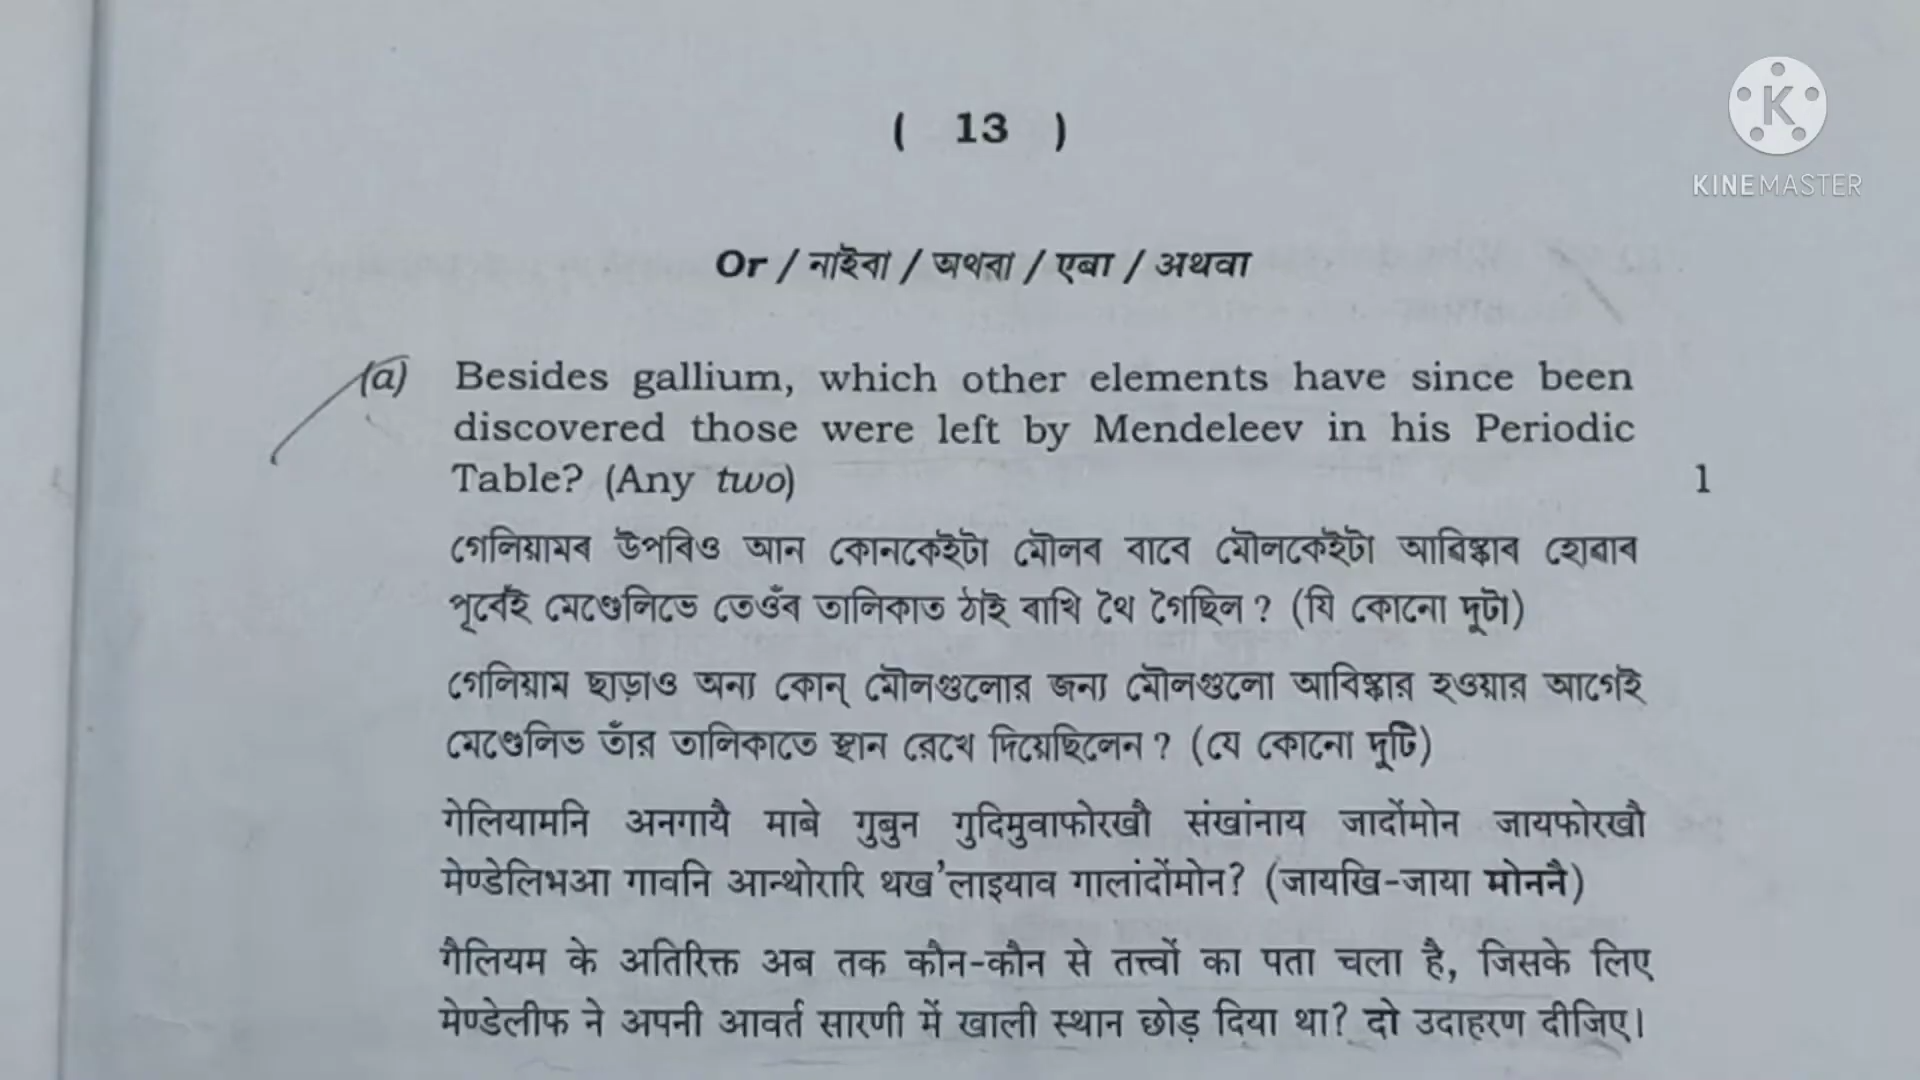 ( 13 )
KINEMASTER
Or / নাইবা / অথবা / एबा / अथवा
(a) Besides gallium, which other elements have since been
discovered those were left by Mendeleev in his Periodic
Table? (Any two) 1
গেলিয়ামৰ উপৰিও আন কোনকেইটা মৌলৰ বাবে মৌলকেইটা আৱিষ্কাৰ হোৱাৰ
পূৰ্বেই মেণ্ডেলিভে তেওঁৰ তালিকাত ঠাই ৰাখি থৈ গৈছিল ? (যি কোনো দুটা)
গেলিয়াম ছাড়াও অন্য কোন্ মৌলগুলোর জন্য মৌলগুলো আবিষ্কার হওয়ার আগেই
মেণ্ডেলিভ তাঁর তালিকাতে স্থান রেখে দিয়েছিলেন ? (যে কোনো দুটি)
गेलियामनि अनगायै माबे गुबुन गुदिमुवाफोरखौ संखांनाय जादोंमोन जायफोरखौ
मेण्डेलिभआ गावनि आन्थोरारि थख'लाइयाव गालांदोंमोन? (जायखि-जाया मोननै)
गैलियम के अतिरिक्त अब तक कौन-कौन से तत्त्वों का पता चला है, जिसके लिए
मेण्डेलीफ ने अपनी आवर्त सारणी में खाली स्थान छोड़ दिया था? दो उदाहरण दीजिए।